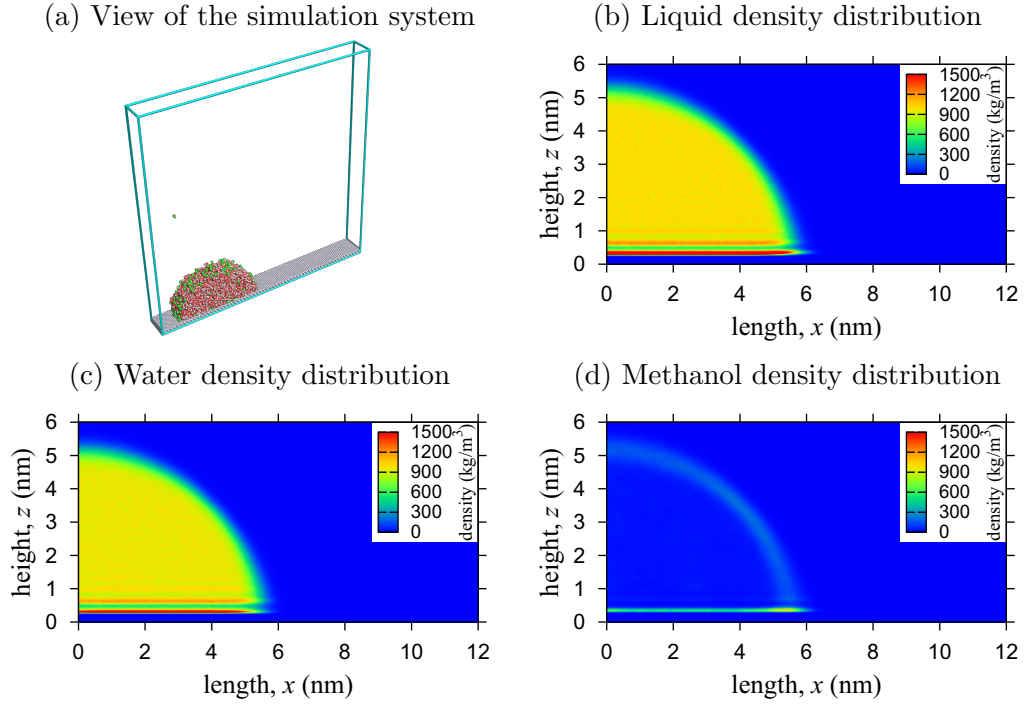 (a) View of the simulation system
(b) Liquid density distribution
6
5
4
3
2
1
0
height, z (nm)
0 2 4 6 8 10 12
length, x (nm)
1500
1200
900
600
300
0
density (kg/m³)
(c) Water density distribution
6
5
4
3
2
1
0
height, z (nm)
0 2 4 6 8 10 12
length, x (nm)
1500
1200
900
600
300
0
density (kg/m³)
(d) Methanol density distribution
6
5
4
3
2
1
0
height, z (nm)
0 2 4 6 8 10 12
length, x (nm)
1500
1200
900
600
300
0
density (kg/m³)